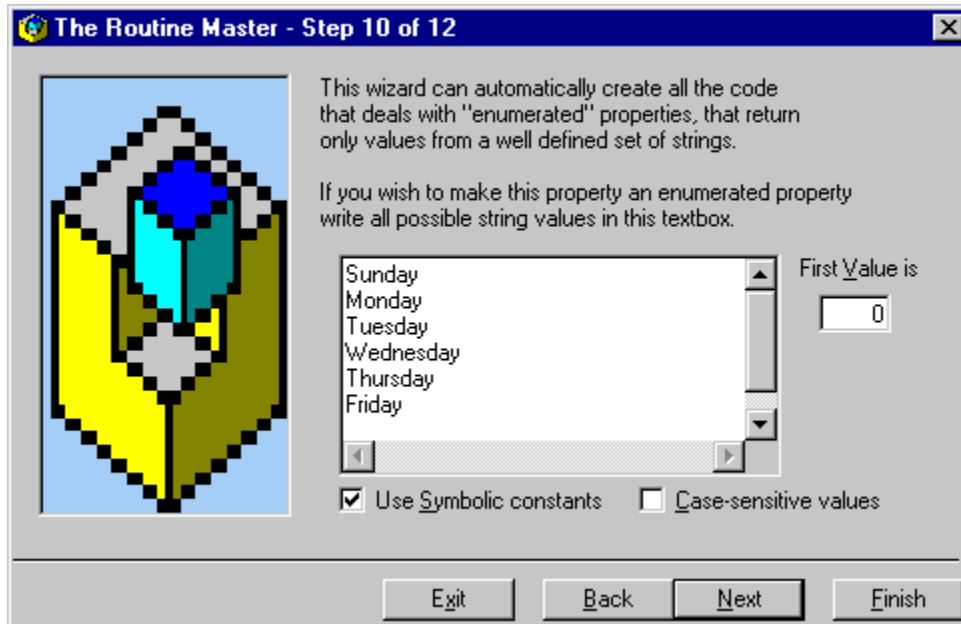 The Routine Master - Step 10 of 12
This wizard can automatically create all the code
that deals with "enumerated" properties, that return
only values from a well defined set of strings.
If you wish to make this property an enumerated property
write all possible string values in this textbox.
Sunday
Monday
Tuesday
Wednesday
Thursday
Friday
First Value is
0
Use Symbolic constants
Case-sensitive values
Exit
Back
Next
Finish